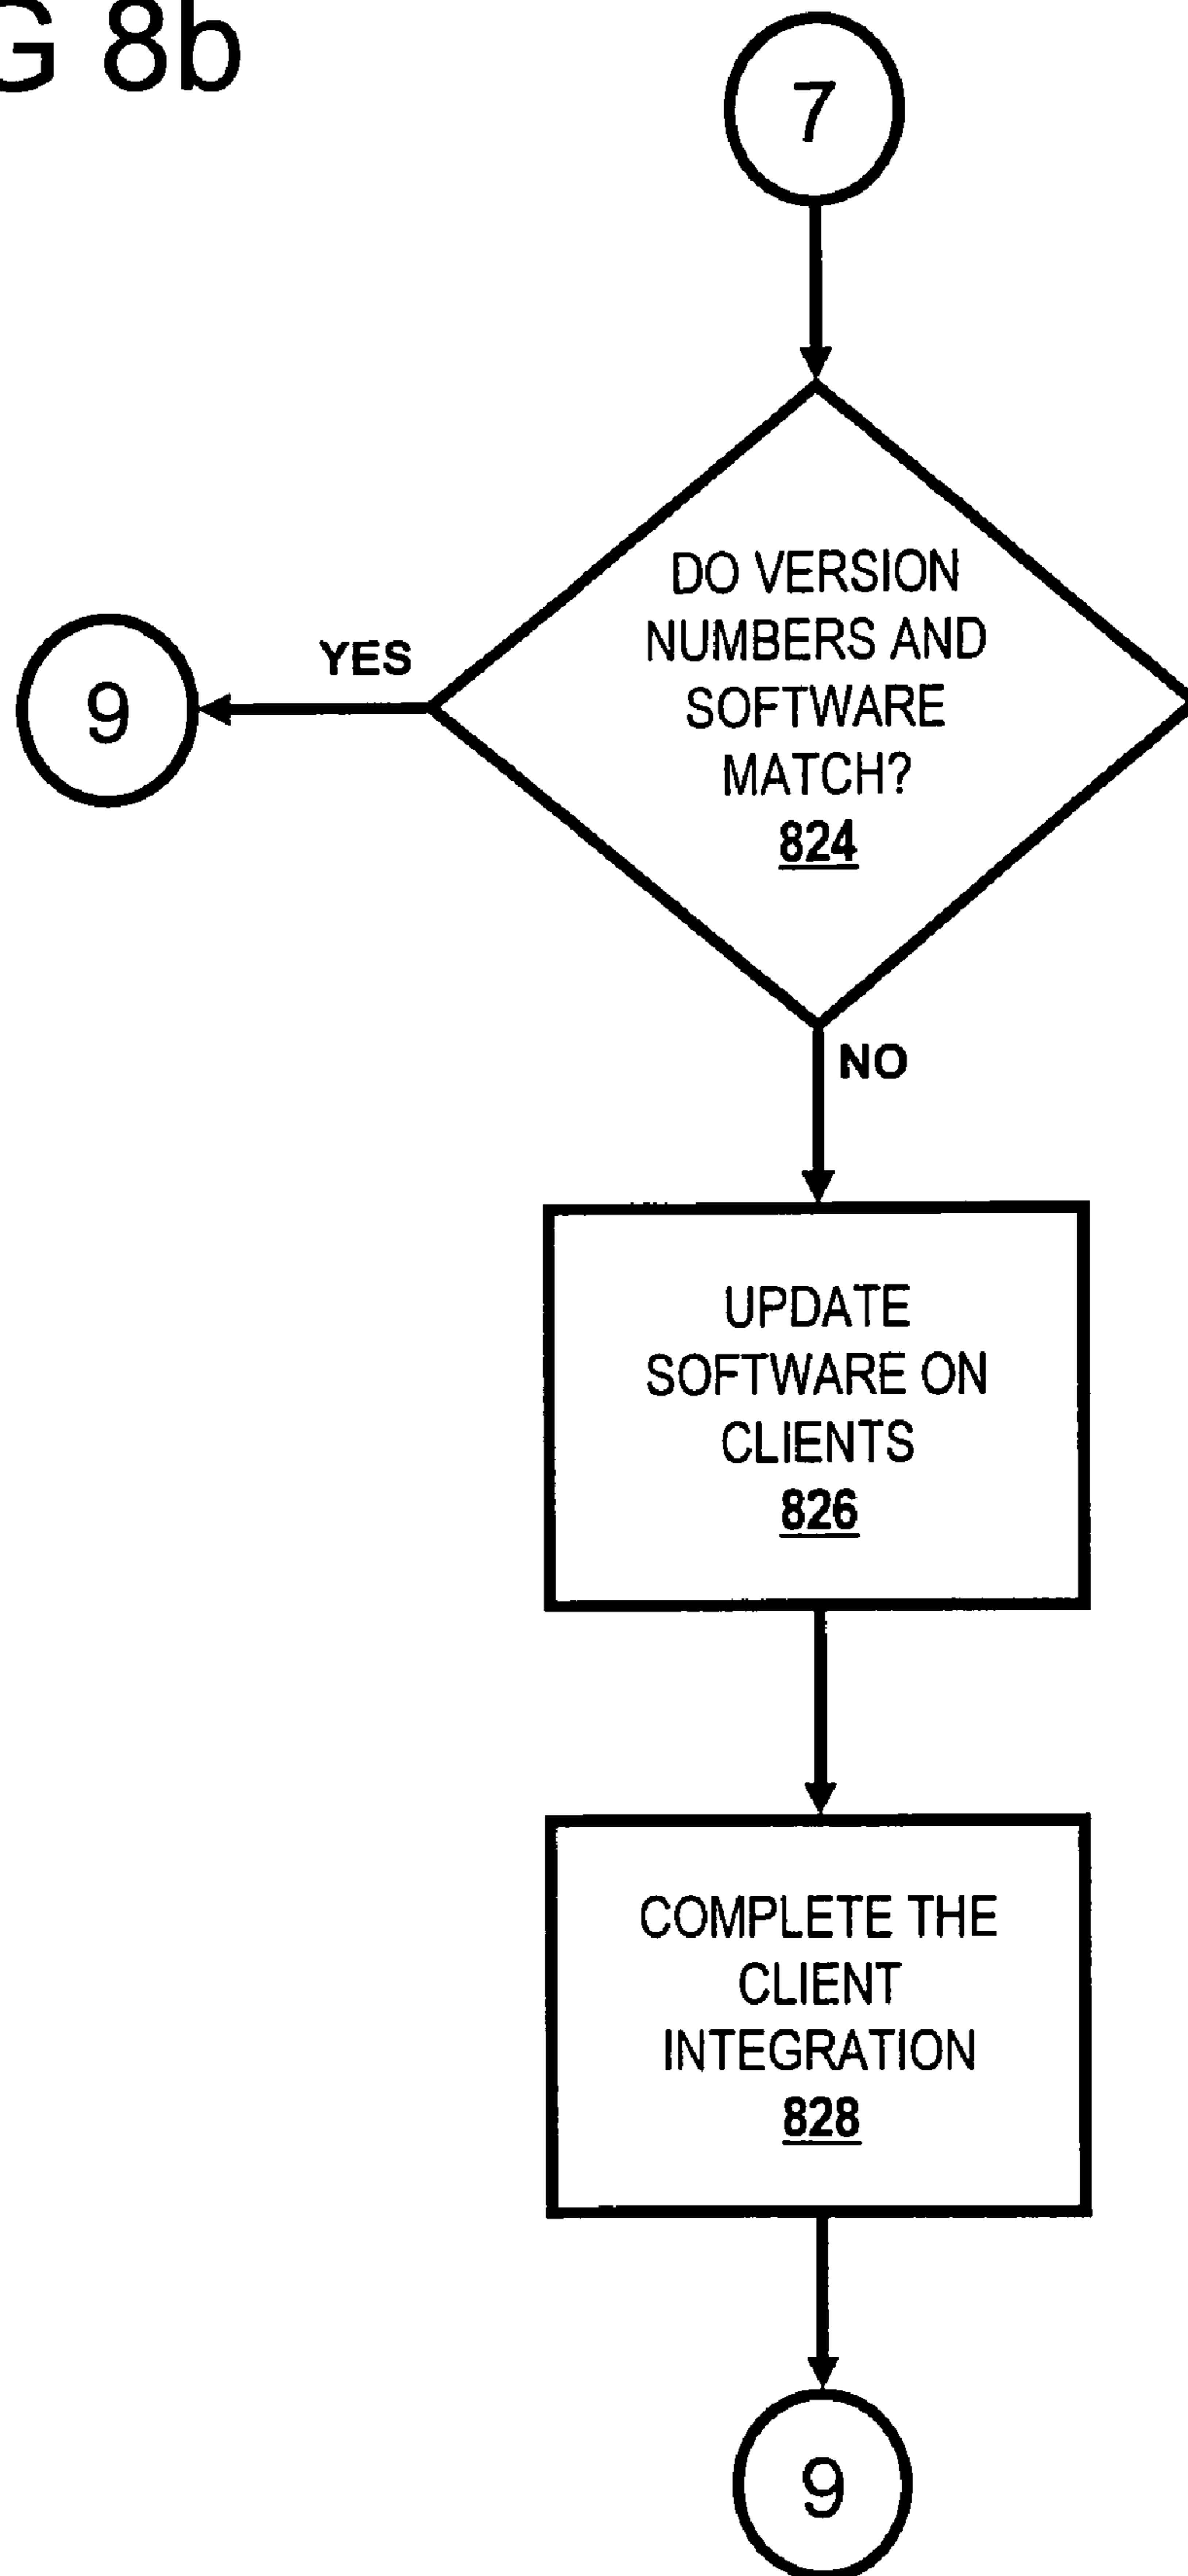 G 8b
7
DO VERSION
NUMBERS AND
SOFTWARE
MATCH?
824
YES
9
NO
UPDATE
SOFTWARE ON
CLIENTS
826
COMPLETE THE
CLIENT
INTEGRATION
828
9